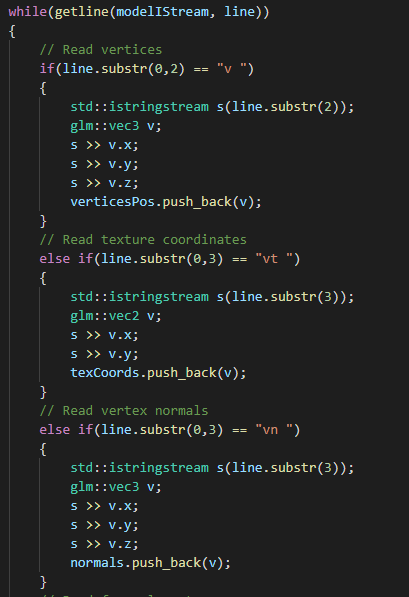 while(getline(modelIStream, line))
{
    // Read vertices
    if(line.substr(0,2) == "v ")
    {
        std::istringstream s(line.substr(2));
        glm::vec3 v;
        s >> v.x;
        s >> v.y;
        s >> v.z;
        verticesPos.push_back(v);
    }
    // Read texture coordinates
    else if(line.substr(0,3) == "vt ")
    {
        std::istringstream s(line.substr(3));
        glm::vec2 v;
        s >> v.x;
        s >> v.y;
        texCoords.push_back(v);
    }
    // Read vertex normals
    else if(line.substr(0,3) == "vn ")
    {
        std::istringstream s(line.substr(3));
        glm::vec3 v;
        s >> v.x;
        s >> v.y;
        s >> v.z;
        normals.push_back(v);
    }